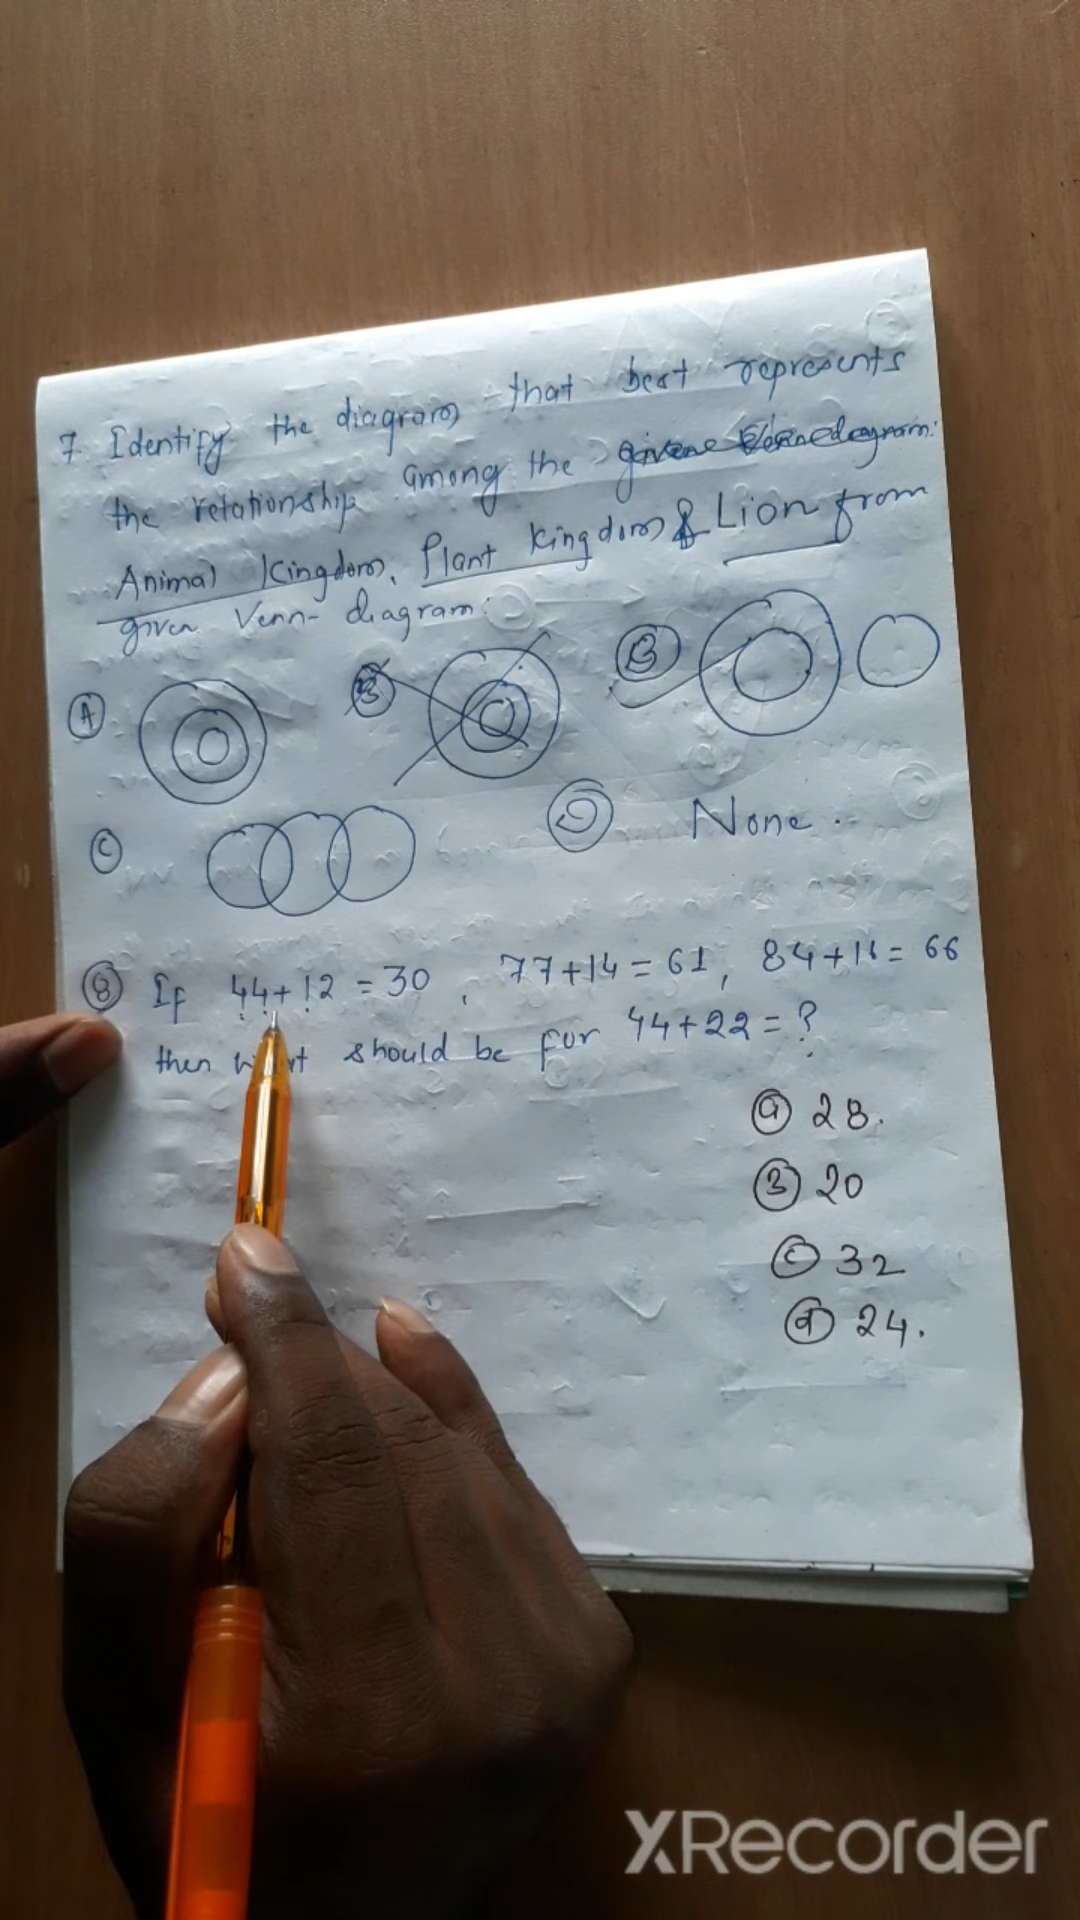 7. Identify the diagram that best represents
the relationship among the
Animal Kingdom, Plant kingdom & Lion from
given Venn-diagram:
A B B
C D None.
8 If 44+12 = 30, 77+14 = 61, 84+16 = 66
then should be for 44+22 = ?
a 28.
B 20
C 32
d 24.
XRecorder